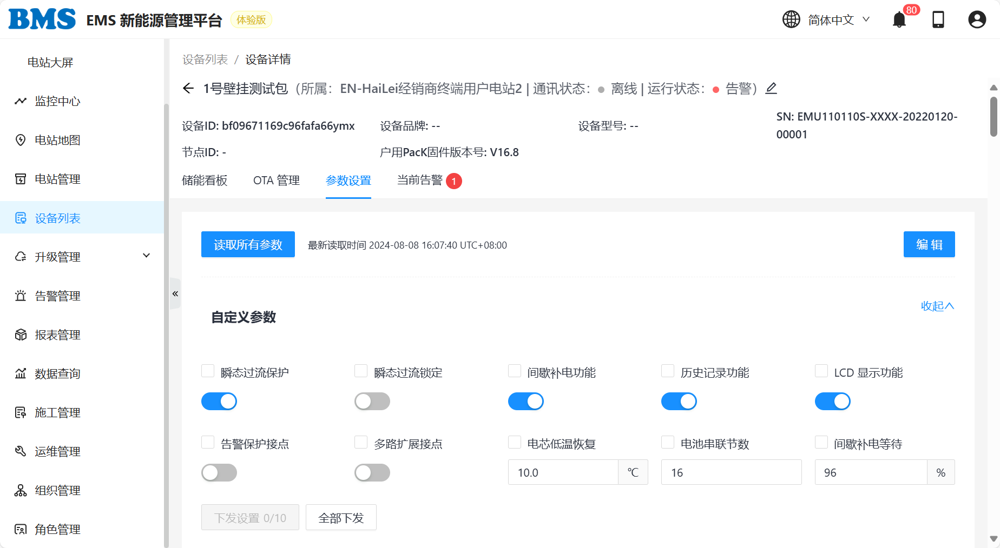 BMS EMS 新能源管理平台 体验版 简体中文 80
电站大屏
监控中心
电站地图
电站管理
设备列表
升级管理
告警管理
报表管理
数据查询
施工管理
运维管理
组织管理
角色管理
«
设备列表 / 设备详情
1号壁挂测试包（所属：EN-HaiLei经销商终端用户电站2 | 通讯状态： 离线 | 运行状态： 告警）
设备ID: bf09671169c96fafa66ymx 设备品牌: -- 设备型号: -- SN: EMU110110S-XXXX-20220120-
00001
节点ID: - 户用PacK固件版本号: V16.8
储能看板 OTA 管理 参数设置 当前告警 1
读取所有参数 最新读取时间 2024-08-08 16:07:40 UTC+08:00 编 辑
收起
自定义参数
瞬态过流保护 瞬态过流锁定 间歇补电功能 历史记录功能 LCD 显示功能
告警保护接点 多路扩展接点 电芯低温恢复 电池串联节数 间歇补电等待
10.0 ℃ 16 96 %
下发设置 0/10 全部下发